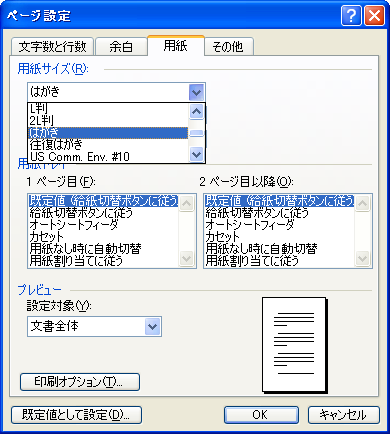 ページ設定
文字数と行数 余白 用紙 その他
用紙サイズ(R):
はがき
L判
2L判
はがき
往復はがき
US Comm. Env. #10
用紙トレイ
1 ページ目(F): 2 ページ目以降(O):
既定値 (給紙切替ボタンに従う) 既定値 (給紙切替ボタンに従う)
給紙切替ボタンに従う 給紙切替ボタンに従う
オートシートフィーダ オートシートフィーダ
カセット カセット
用紙なし時に自動切替 用紙なし時に自動切替
用紙割り当てに従う 用紙割り当てに従う
プレビュー
設定対象(Y):
文書全体
印刷オプション(T)...
既定値として設定(D)... OK キャンセル